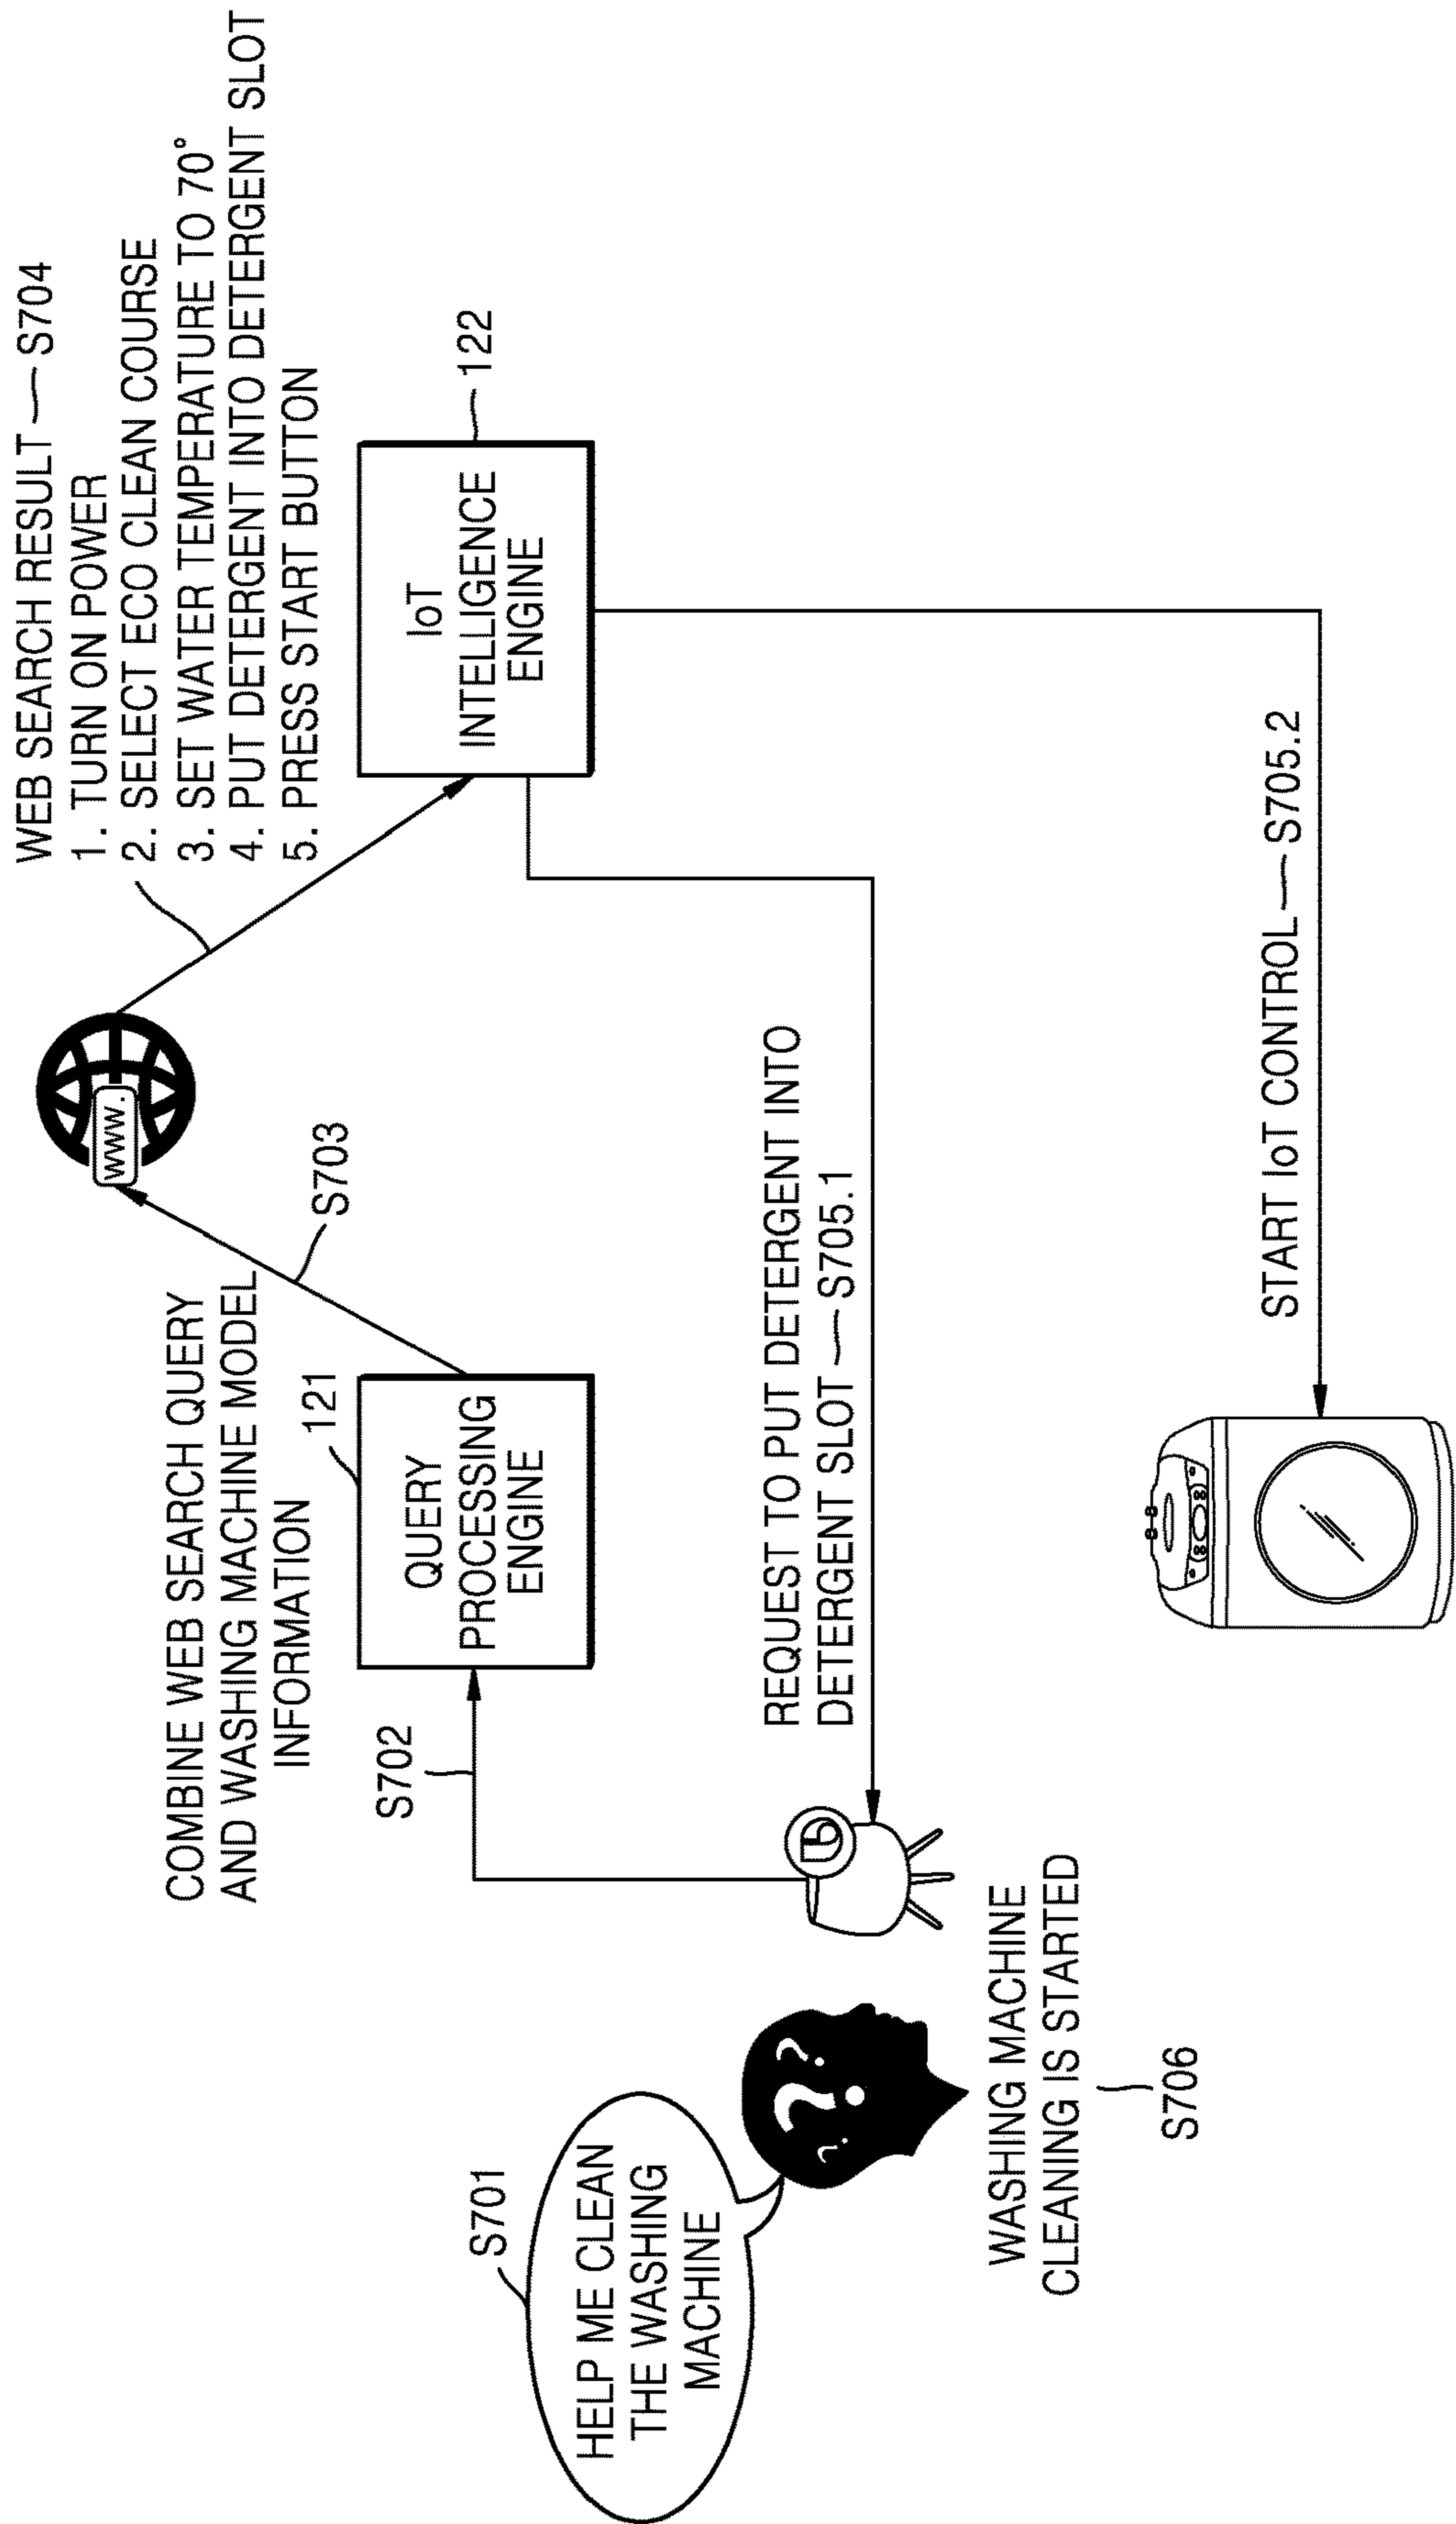 WEB SEARCH RESULT S704
1. TURN ON POWER
2. SELECT ECO CLEAN COURSE
3. SET WATER TEMPERATURE TO 70°
4. PUT DETERGENT INTO DETERGENT SLOT
5. PRESS START BUTTON
www.
S703
COMBINE WEB SEARCH QUERY
AND WASHING MACHINE MODEL
INFORMATION
121
QUERY
PROCESSING
ENGINE
IoT
INTELLIGENCE
ENGINE
122
S702
S701
HELP ME CLEAN
THE WASHING
MACHINE
REQUEST TO PUT DETERGENT INTO
DETERGENT SLOT S705.1
WASHING MACHINE
CLEANING IS STARTED
S706
START IoT CONTROL S705.2